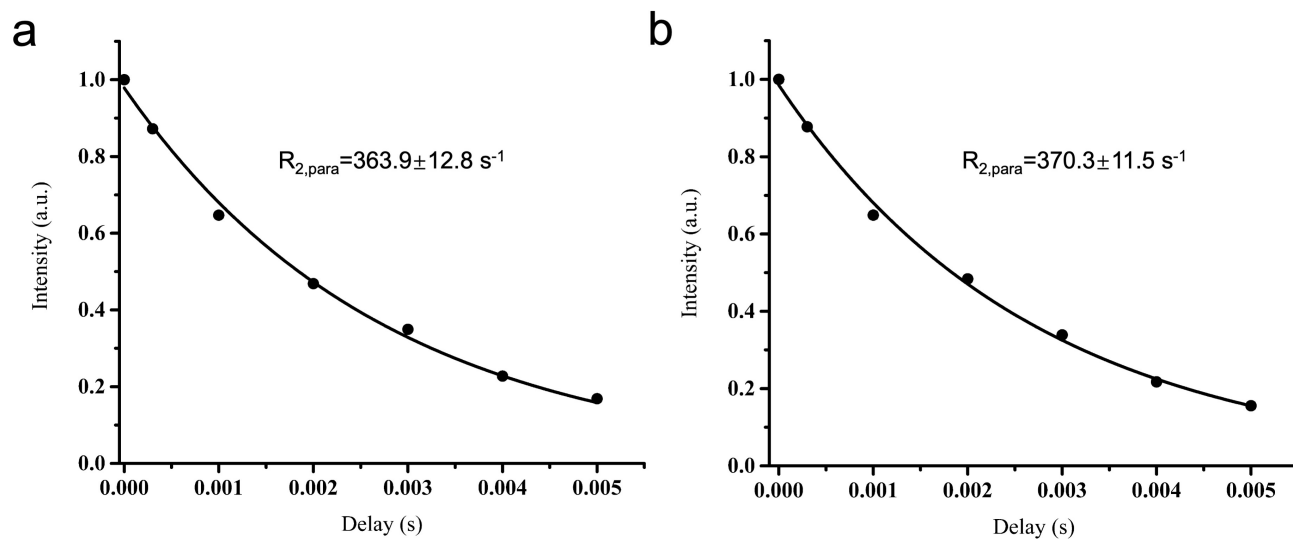 a
R2,para=363.9±12.8 s-1
Intensity (a.u.)
1.0
0.8
0.6
0.4
0.2
0.0
0.000 0.001 0.002 0.003 0.004 0.005
Delay (s)
b
R2,para=370.3±11.5 s-1
Intensity (a.u.)
1.0
0.8
0.6
0.4
0.2
0.0
0.000 0.001 0.002 0.003 0.004 0.005
Delay (s)